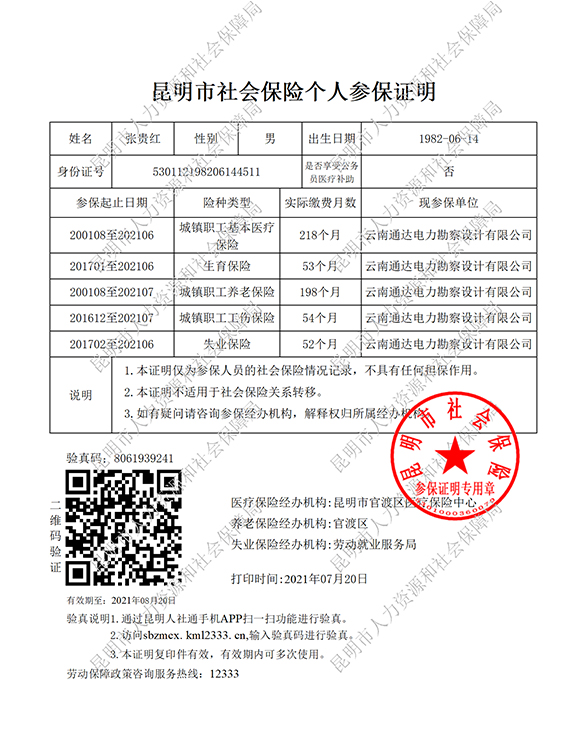 昆明市社会保险个人参保证明
姓名 张贵红 性别 男 出生日期 1982-06-14
身份证号 530112198206144511 是否享受公务员医疗补助 否
参保起止日期 险种类型 实际缴费月数 现参保单位
200108至202106 城镇职工基本医疗保险 218个月 云南通达电力勘察设计有限公司
201701至202106 生育保险 53个月 云南通达电力勘察设计有限公司
200108至202107 城镇职工养老保险 198个月 云南通达电力勘察设计有限公司
201612至202107 城镇职工工伤保险 54个月 云南通达电力勘察设计有限公司
201702至202106 失业保险 52个月 云南通达电力勘察设计有限公司
说明
1.本证明仅为参保人员的社会保险情况记录，不具有任何担保作用。
2.本证明不适用于社会保险关系转移。
3.如有疑问请咨询参保经办机构，解释权归所属经办机构。
昆明市社会保险
参保证明专用章
验真码：8061939241
二维码验证
医疗保险经办机构:昆明市官渡区医疗保险中心
养老保险经办机构:官渡区
失业保险经办机构:劳动就业服务局
打印时间:2021年07月20日
有效期至：2021年08月20日
验真说明1.通过昆明人社通手机APP扫一扫功能进行验真。
2.访问sbzmcx.km12333.cn,输入验真码进行验真。
3.本证明复印件有效，有效期内可多次使用。
劳动保障政策咨询服务热线：12333
昆明市人力资源和社会保障局